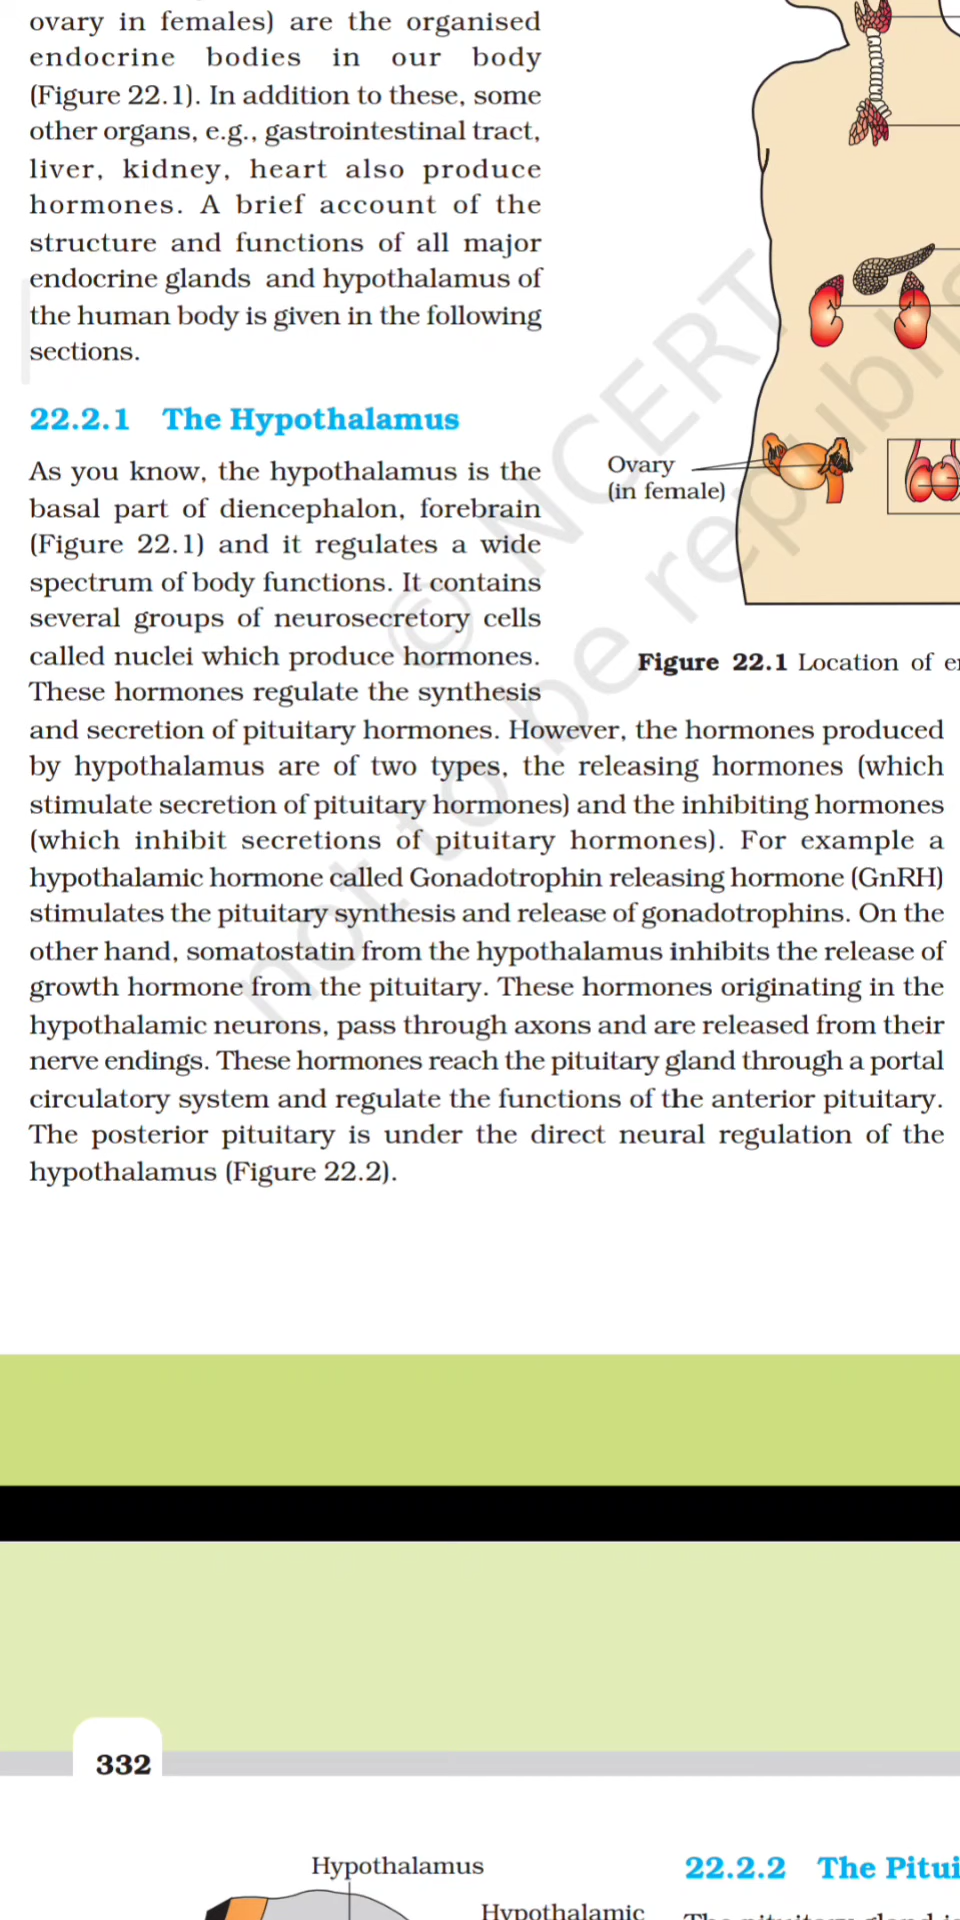 ovary in females) are the organised
endocrine bodies in our body
(Figure 22.1). In addition to these, some
other organs, e.g., gastrointestinal tract,
liver, kidney, heart also produce
hormones. A brief account of the
structure and functions of all major
endocrine glands and hypothalamus of
the human body is given in the following
sections.
22.2.1 The Hypothalamus
As you know, the hypothalamus is the
basal part of diencephalon, forebrain
(Figure 22.1) and it regulates a wide
spectrum of body functions. It contains
several groups of neurosecretory cells
called nuclei which produce hormones.
These hormones regulate the synthesis
and secretion of pituitary hormones. However, the hormones produced
by hypothalamus are of two types, the releasing hormones (which
stimulate secretion of pituitary hormones) and the inhibiting hormones
(which inhibit secretions of pituitary hormones). For example a
hypothalamic hormone called Gonadotrophin releasing hormone (GnRH)
stimulates the pituitary synthesis and release of gonadotrophins. On the
other hand, somatostatin from the hypothalamus inhibits the release of
growth hormone from the pituitary. These hormones originating in the
hypothalamic neurons, pass through axons and are released from their
nerve endings. These hormones reach the pituitary gland through a portal
circulatory system and regulate the functions of the anterior pituitary.
The posterior pituitary is under the direct neural regulation of the
hypothalamus (Figure 22.2).
Ovary
(in female)
Figure 22.1 Location of
© NCERT
not to be republis
332
Hypothalamus
Hypothalamic
22.2.2 The Pitui